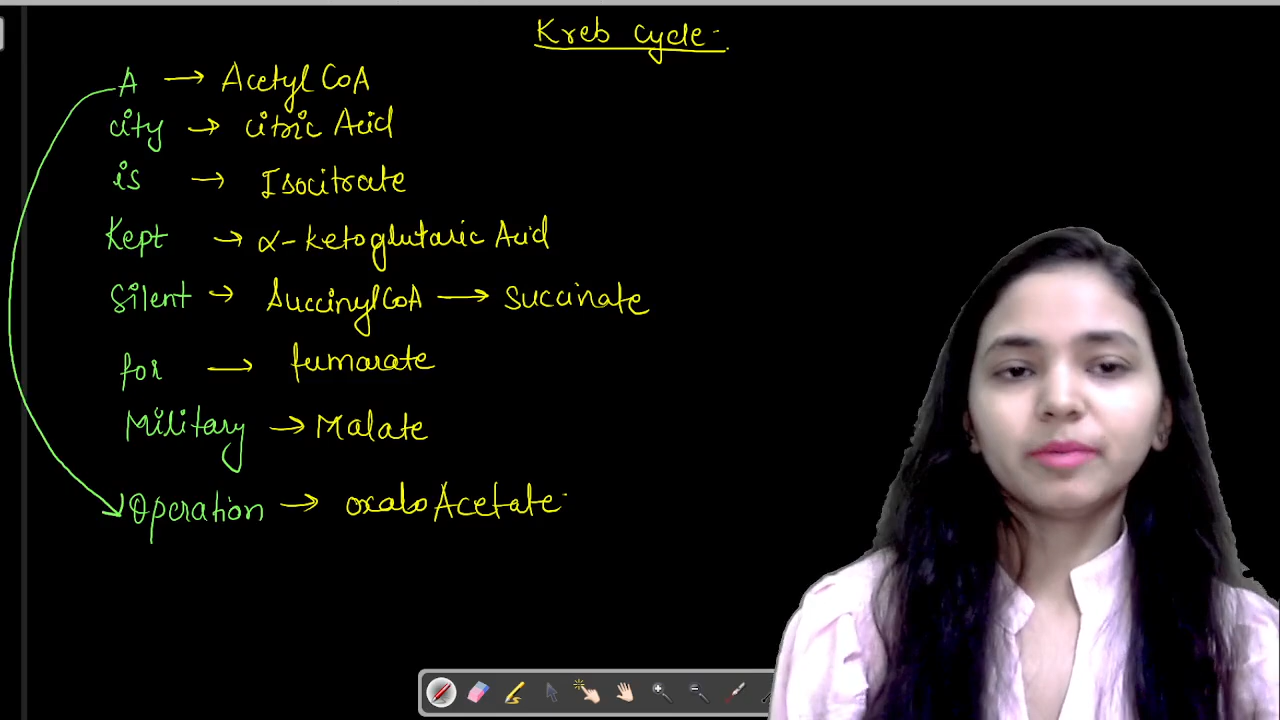 Kreb cycle:
A → Acetyl CoA
city → citric Acid
is → Isocitrate
Kept → α-ketoglutaric Acid
Silent → SuccinylCoA → Succinate
for → fumarate
Military → Malate
Operation → oxaloAcetate